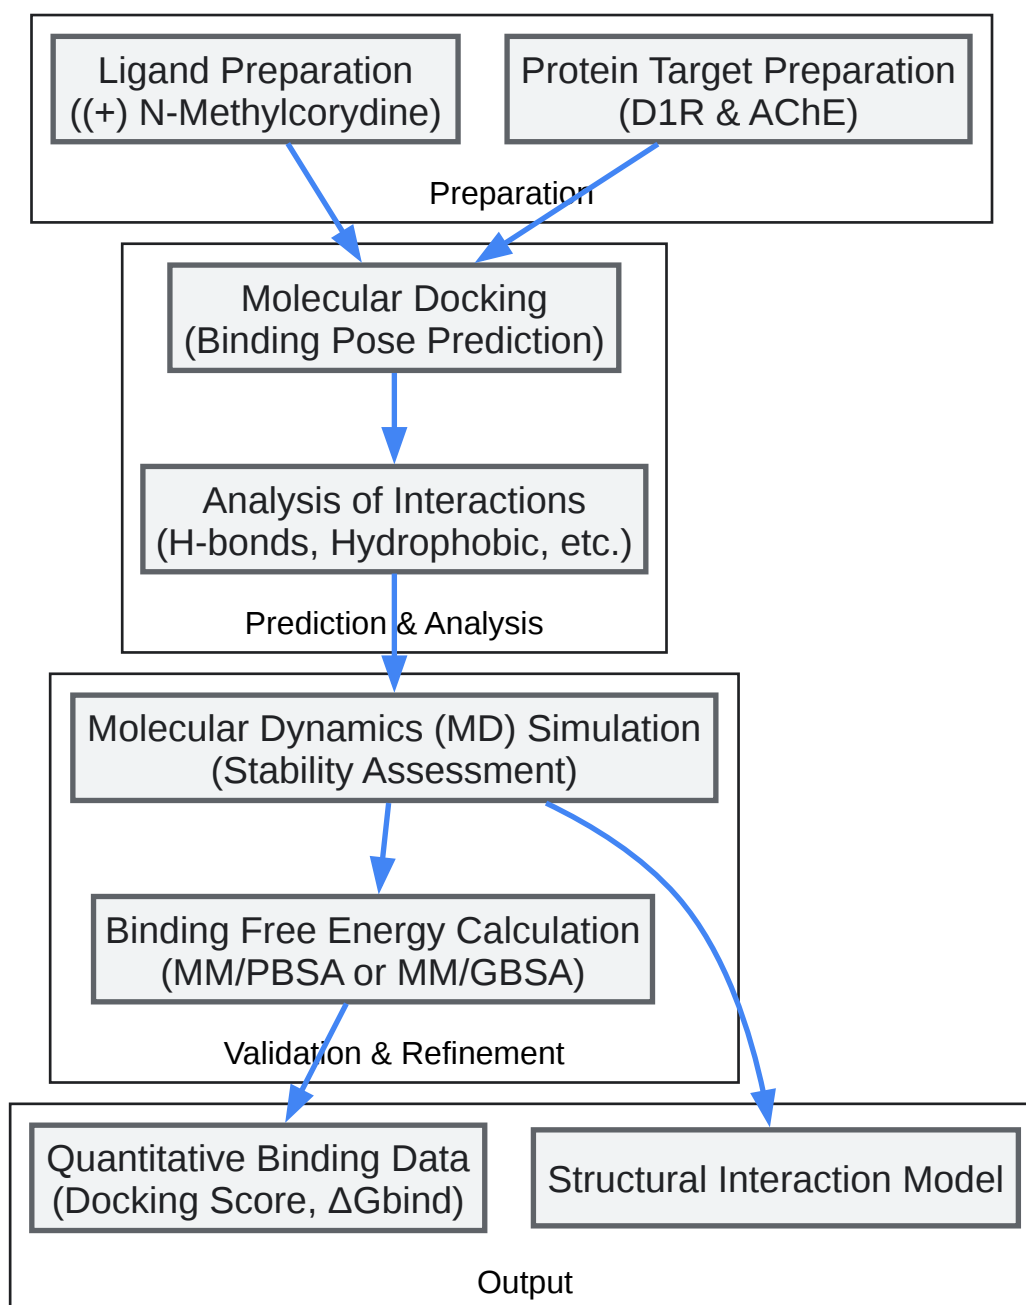 Ligand Preparation
((+) N-Methylcorydine)
Protein Target Preparation
(D1R & AChE)
Preparation
Molecular Docking
(Binding Pose Prediction)
Analysis of Interactions
(H-bonds, Hydrophobic, etc.)
Prediction & Analysis
Molecular Dynamics (MD) Simulation
(Stability Assessment)
Binding Free Energy Calculation
(MM/PBSA or MM/GBSA)
Validation & Refinement
Quantitative Binding Data
(Docking Score, ΔGbind)
Structural Interaction Model
Output